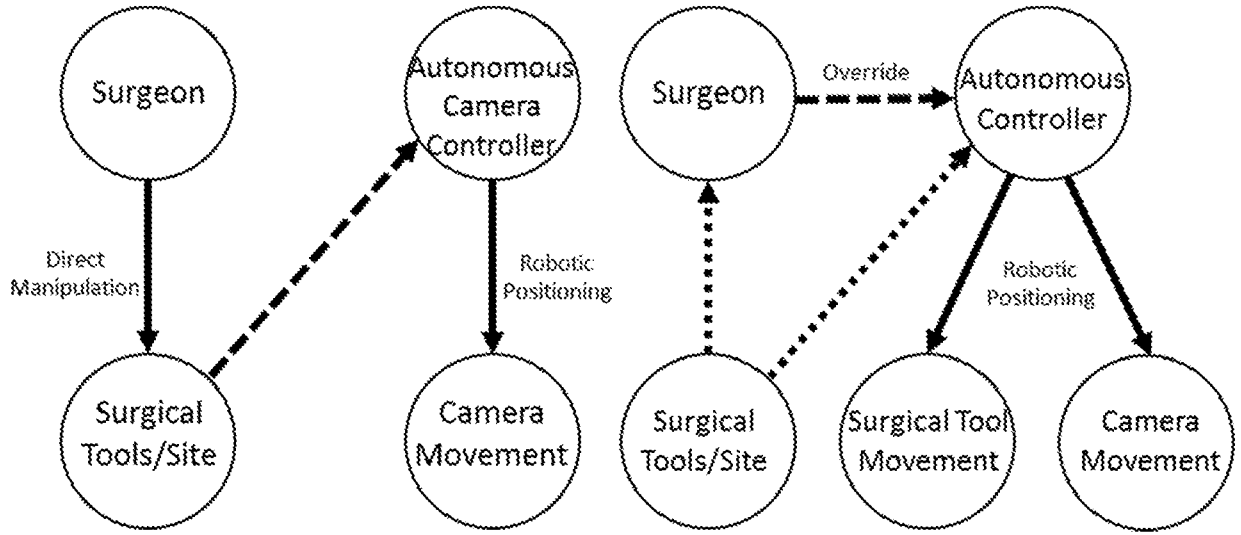 Surgeon
Autonomous
Camera
Controller
Direct
Manipulation
Robotic
Positioning
Surgical
Tools/Site
Camera
Movement
Surgeon
Override
Autonomous
Controller
Robotic
Positioning
Surgical
Tools/Site
Surgical Tool
Movement
Camera
Movement